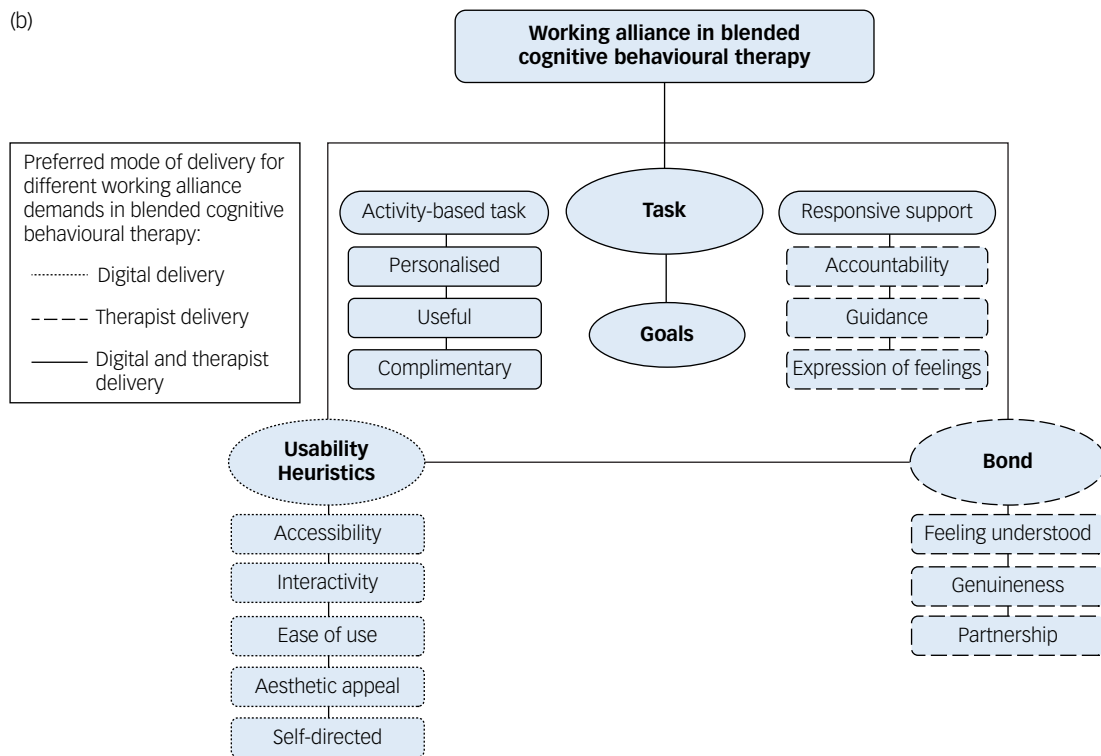 (b)
Working alliance in blended
cognitive behavioural therapy
Preferred mode of delivery for
different working alliance
demands in blended cognitive
behavioural therapy:
Digital delivery
Therapist delivery
Digital and therapist
delivery
Activity-based task
Personalised
Useful
Complimentary
Task
Goals
Responsive support
Accountability
Guidance
Expression of feelings
Usability
Heuristics
Accessibility
Interactivity
Ease of use
Aesthetic appeal
Self-directed
Bond
Feeling understood
Genuineness
Partnership